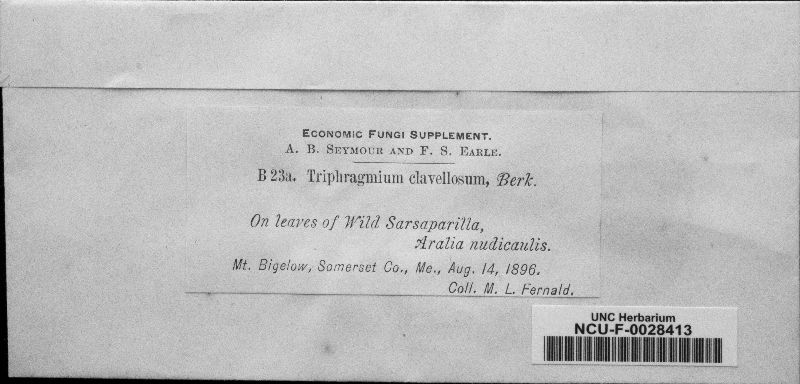 ECONOMIC FUNGI SUPPLEMENT.
A. B. SEYMOUR AND F. S. EARLE.
B 23a. Triphragmium clavellosum, Berk.
On leaves of Wild Sarsaparilla,
Aralia nudicaulis.
Mt. Bigelow, Somerset Co., Me., Aug. 14, 1896.
Coll. M. L. Fernald.
UNC Herbarium
NCU-F-0028413